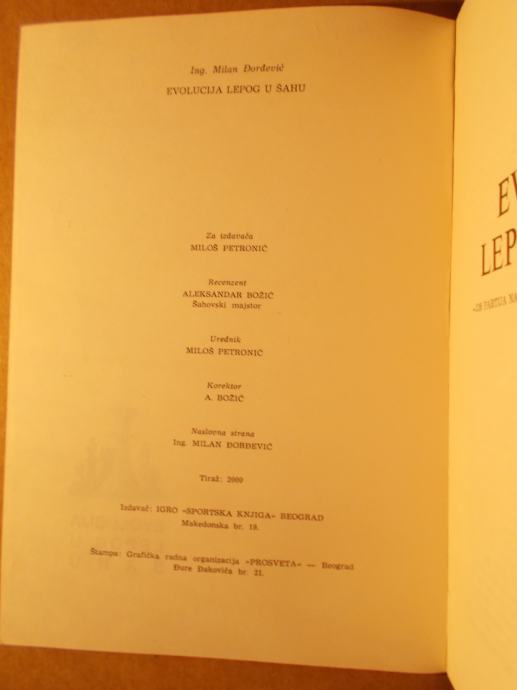 Ing. Milan Đorđević
EVOLUCIJA LEPOG U ŠAHU
Za izdavača
MILOŠ PETRONIĆ
Recenzent
ALEKSANDAR BOŽIĆ
Šahovski majstor
Urednik
MILOŠ PETRONIĆ
Korektor
A. BOŽIĆ
Naslovna strana
Ing. MILAN ĐORĐEVIĆ
Tiraž: 2000
Izdavač: IGRO »SPORTSKA KNJIGA« BEOGRAD
Makedonska br. 19.
Štampa: Grafička radna organizacija »PROSVETA« — Beograd
Đure Đakovića br. 21.
EV
LEP
PARTIJA NA